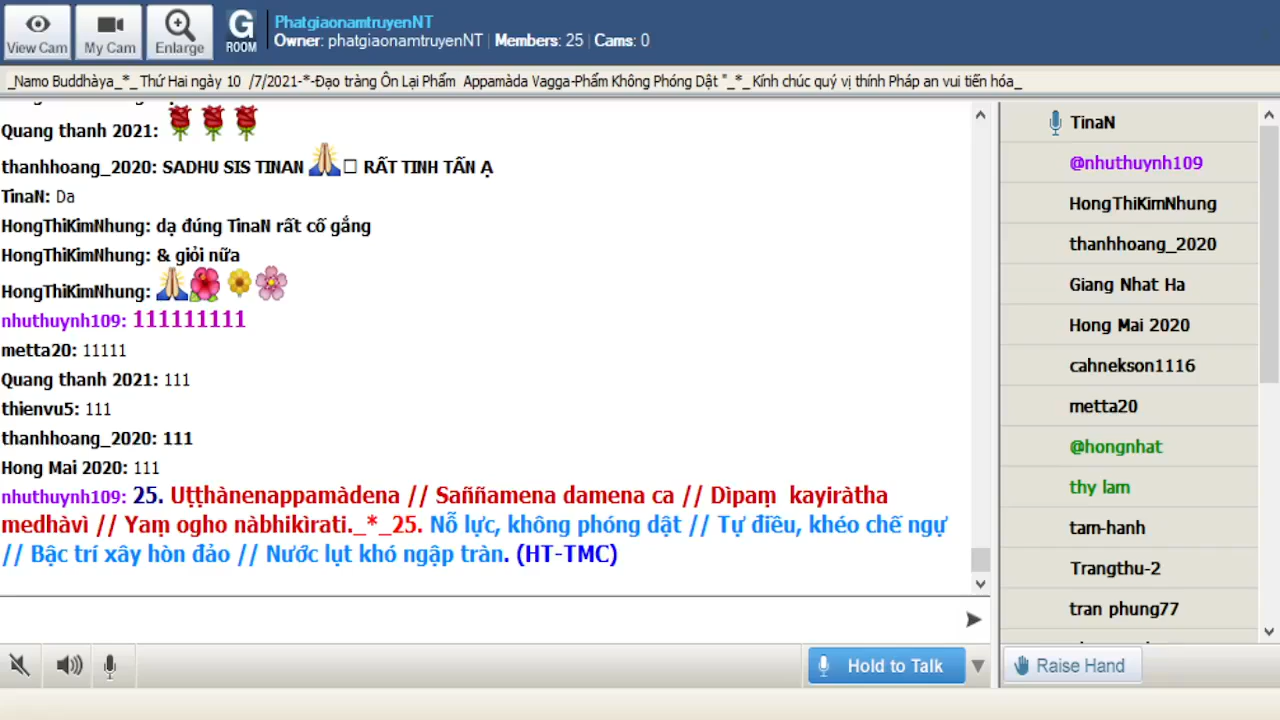 View Cam
My Cam
Enlarge
G
ROOM
PhatgiaonamtruyenNT
Owner: phatgiaonamtruyenNT | Members: 25 | Cams: 0
_Namo Buddhàya_*_ Thứ Hai ngày 10 /7/2021-*-Đạo tràng Ôn Lại Phẩm Appamàda Vagga-Phẩm Không Phóng Dật "_*_ Kính chúc quý vị thính Pháp an vui tiến hóa_
Quang thanh 2021:
thanhhoang_2020: SADHU SIS TINAN RẤT TINH TẤN Ạ
TinaN: Da
HongThiKimNhung: dạ đúng TinaN rất cố gắng
HongThiKimNhung: & giỏi nữa
HongThiKimNhung:
nhuthuynh109: 111111111
metta20: 11111
Quang thanh 2021: 111
thienvu5: 111
thanhhoang_2020: 111
Hong Mai 2020: 111
nhuthuynh109: 25. Uṭṭhànenappamàdena // Saññamena damena ca // Dìpaṃ kayiràtha
medhàvì // Yaṃ ogho nàbhikìrati._*_25. Nỗ lực, không phóng dật // Tự điều, khéo chế ngự
// Bậc trí xây hòn đảo // Nước lụt khó ngập tràn. (HT-TMC)
Hold to Talk
TinaN
@nhuthuynh109
HongThiKimNhung
thanhhoang_2020
Giang Nhat Ha
Hong Mai 2020
cahnekson1116
metta20
@hongnhat
thy lam
tam-hanh
Trangthu-2
tran phung77
Raise Hand